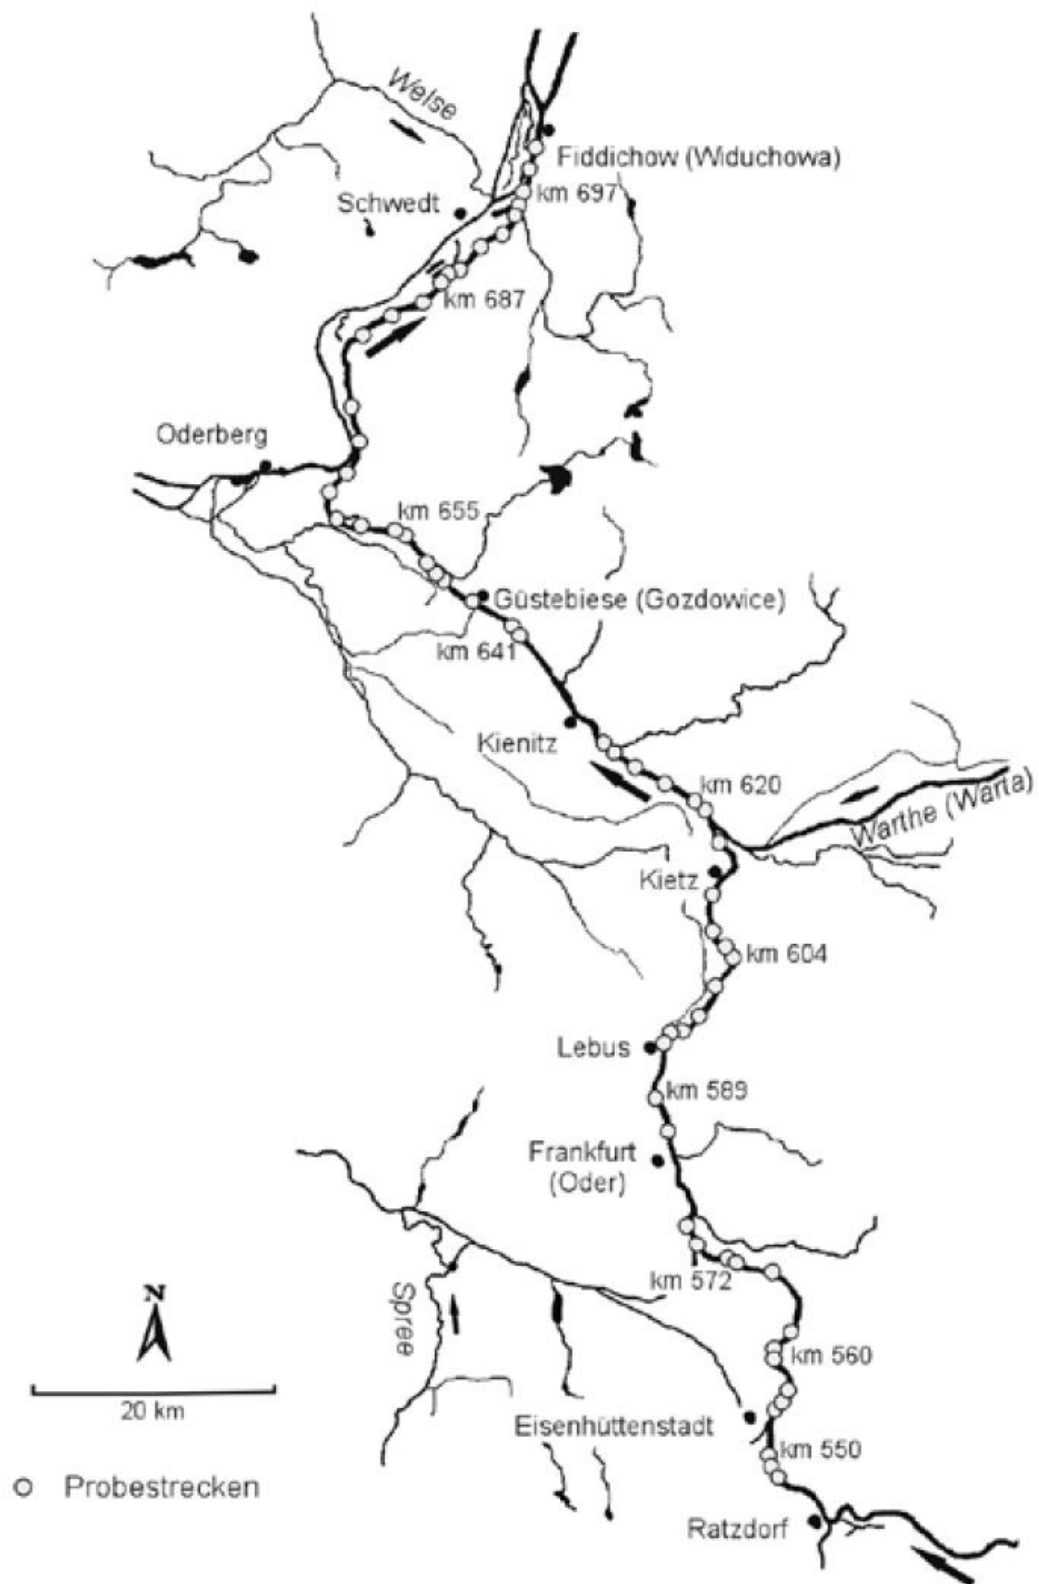 Welse
Fiddichow (Widuchowa)
km 697
Schwedt
km 687
Oderberg
km 655
Güstebiese (Gozdowice)
km 641
Kienitz
km 620
Warthe (Warta)
Kietz
km 604
Lebus
km 589
Frankfurt
(Oder)
km 572
N
Spree
km 560
20 km
Eisenhüttenstadt
km 550
Probestrecken
Ratzdorf